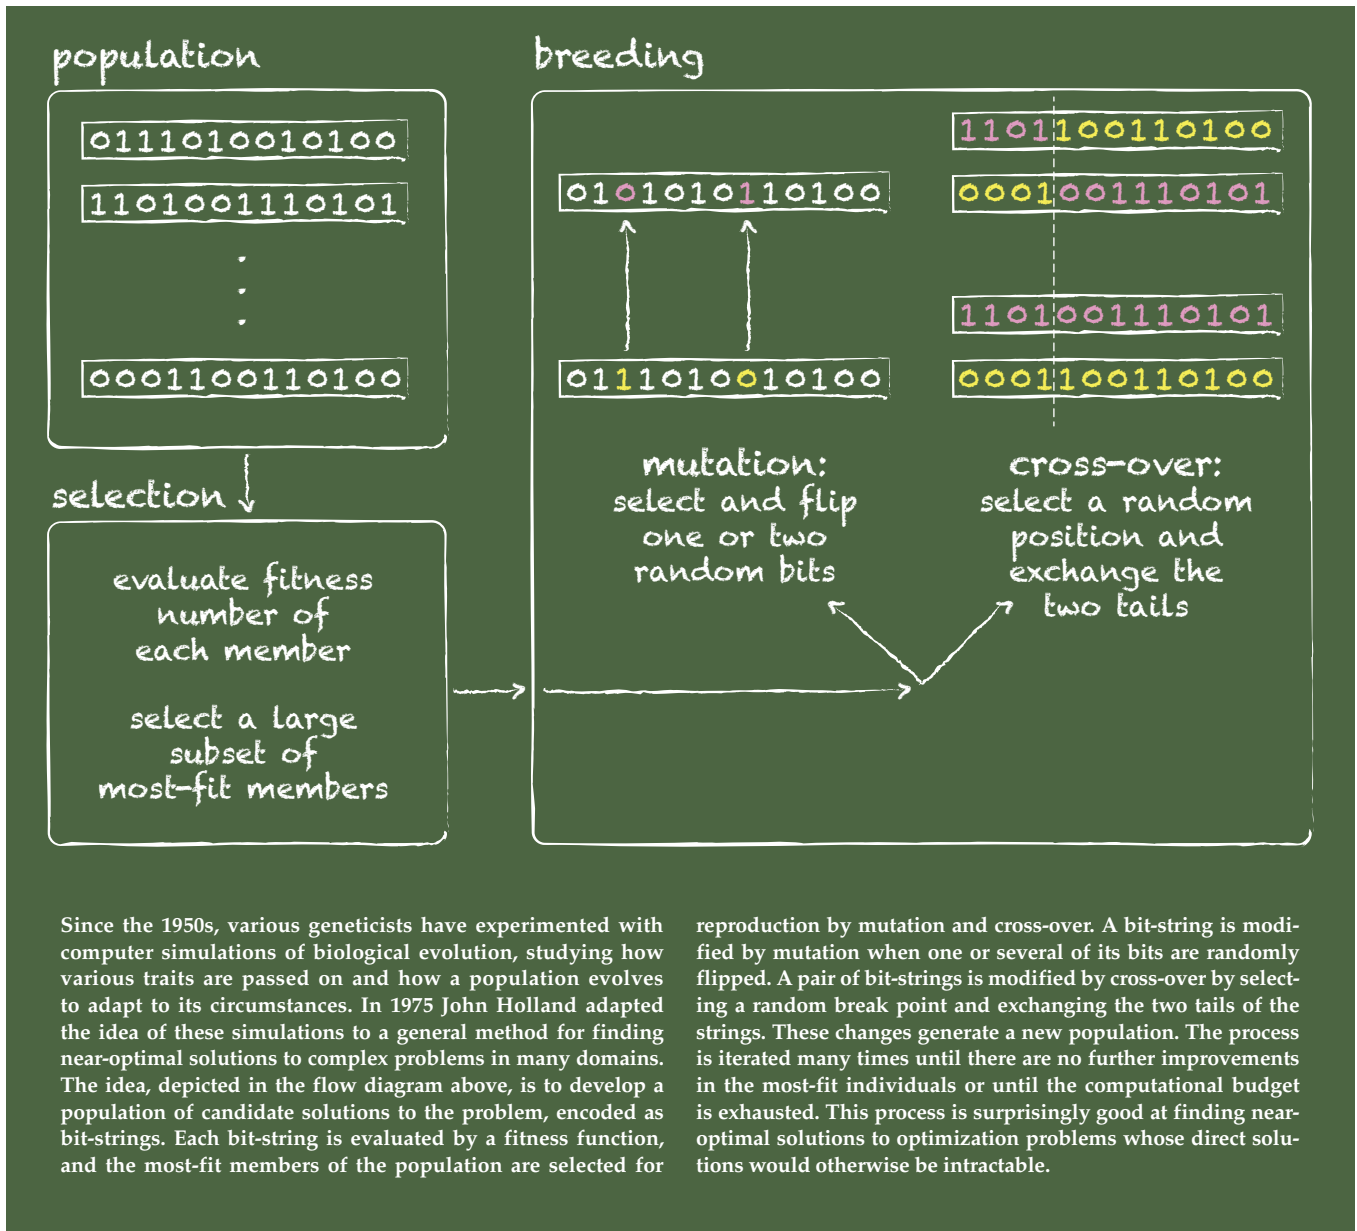 population
0111010010100
1101001110101
.
.
.
0001100110100
selection
evaluate fitness
number of
each member
select a large
subset of
most-fit members
breeding
0101010110100
0111010010100
mutation:
select and flip
one or two
random bits
1101100110100
0001001110101
1101001110101
0001100110100
cross-over:
select a random
position and
exchange the
two tails
Since the 1950s, various geneticists have experimented with
computer simulations of biological evolution, studying how
various traits are passed on and how a population evolves
to adapt to its circumstances. In 1975 John Holland adapted
the idea of these simulations to a general method for finding
near-optimal solutions to complex problems in many domains.
The idea, depicted in the flow diagram above, is to develop a
population of candidate solutions to the problem, encoded as
bit-strings. Each bit-string is evaluated by a fitness function,
and the most-fit members of the population are selected for
reproduction by mutation and cross-over. A bit-string is modi-
fied by mutation when one or several of its bits are randomly
flipped. A pair of bit-strings is modified by cross-over by select-
ing a random break point and exchanging the two tails of the
strings. These changes generate a new population. The process
is iterated many times until there are no further improvements
in the most-fit individuals or until the computational budget
is exhausted. This process is surprisingly good at finding near-
optimal solutions to optimization problems whose direct solu-
tions would otherwise be intractable.